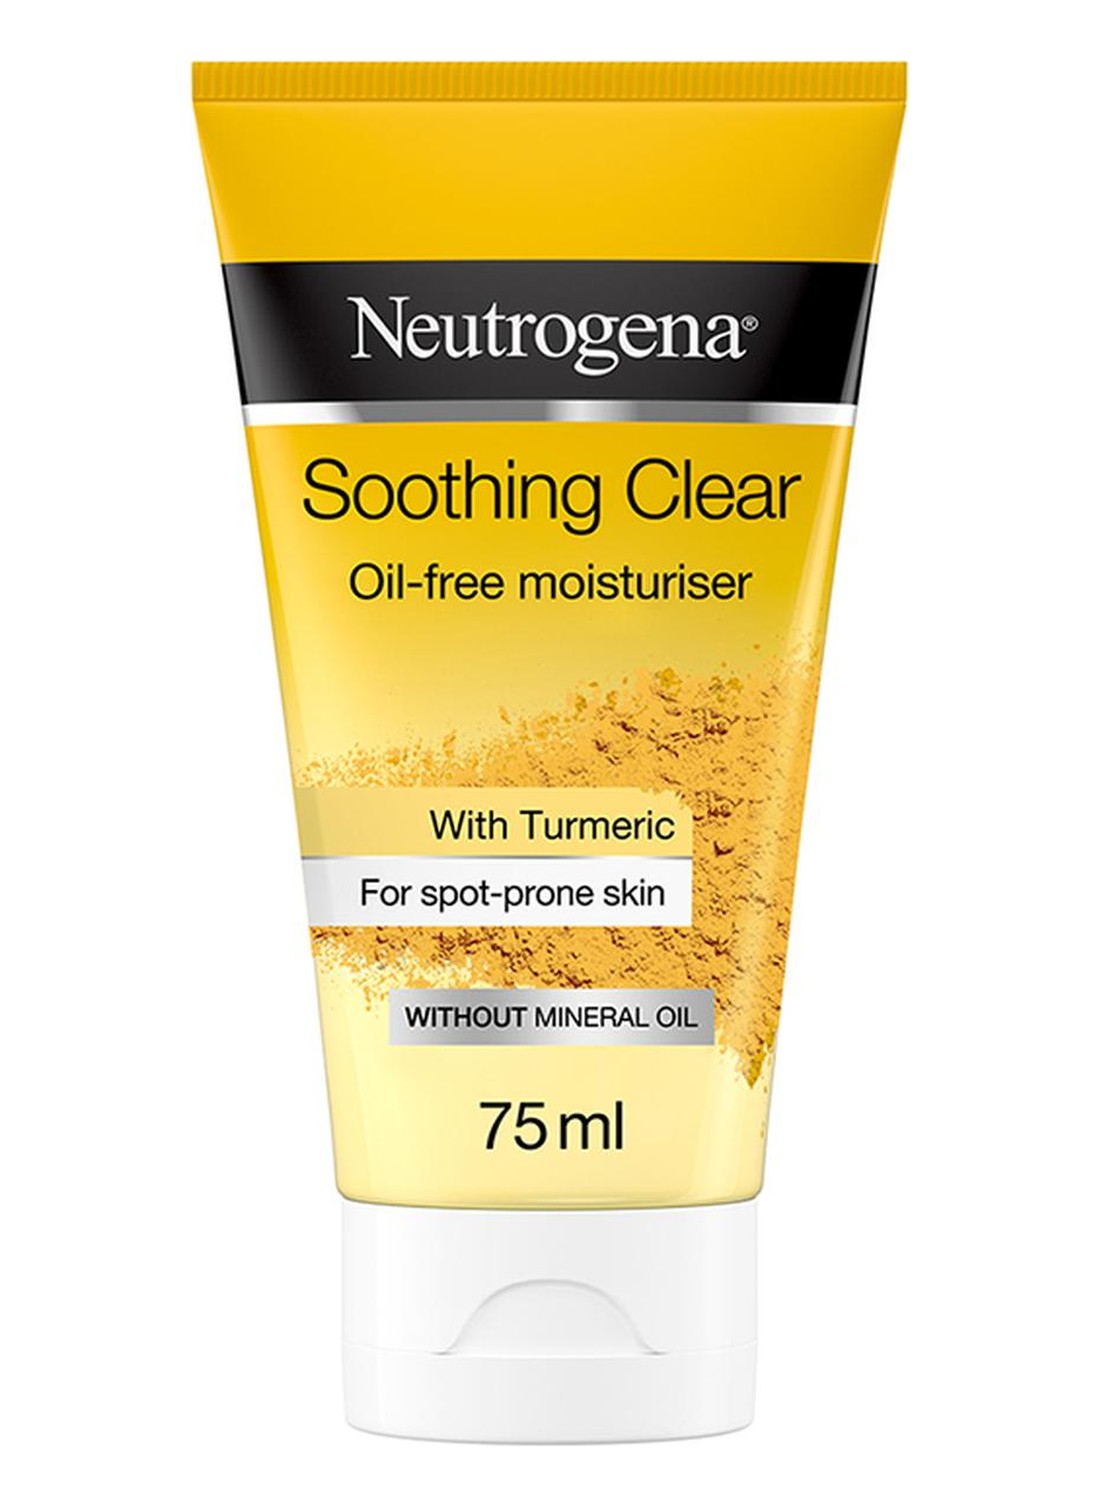 Neutrogena®
Soothing Clear
Oil-free moisturiser
With Turmeric
For spot-prone skin
WITHOUT MINERAL OIL
75 ml